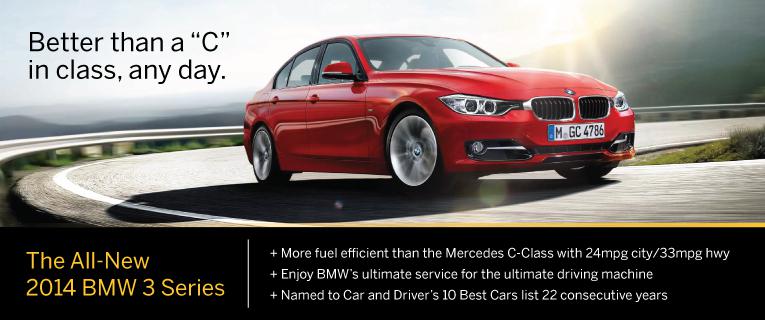 Better than a “C”
in class, any day.
M GC 4786
The All-New
2014 BMW 3 Series
+ More fuel efficient than the Mercedes C-Class with 24mpg city/33mpg hwy
+ Enjoy BMW’s ultimate service for the ultimate driving machine
+ Named to Car and Driver’s 10 Best Cars list 22 consecutive years